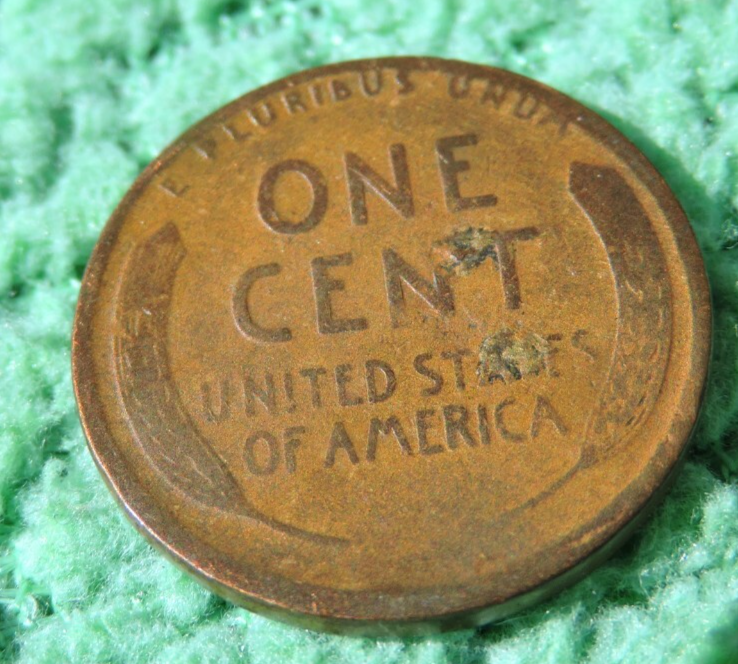 E PLURIBUS UNUM
ONE
CENT
UNITED STATES
OF AMERICA